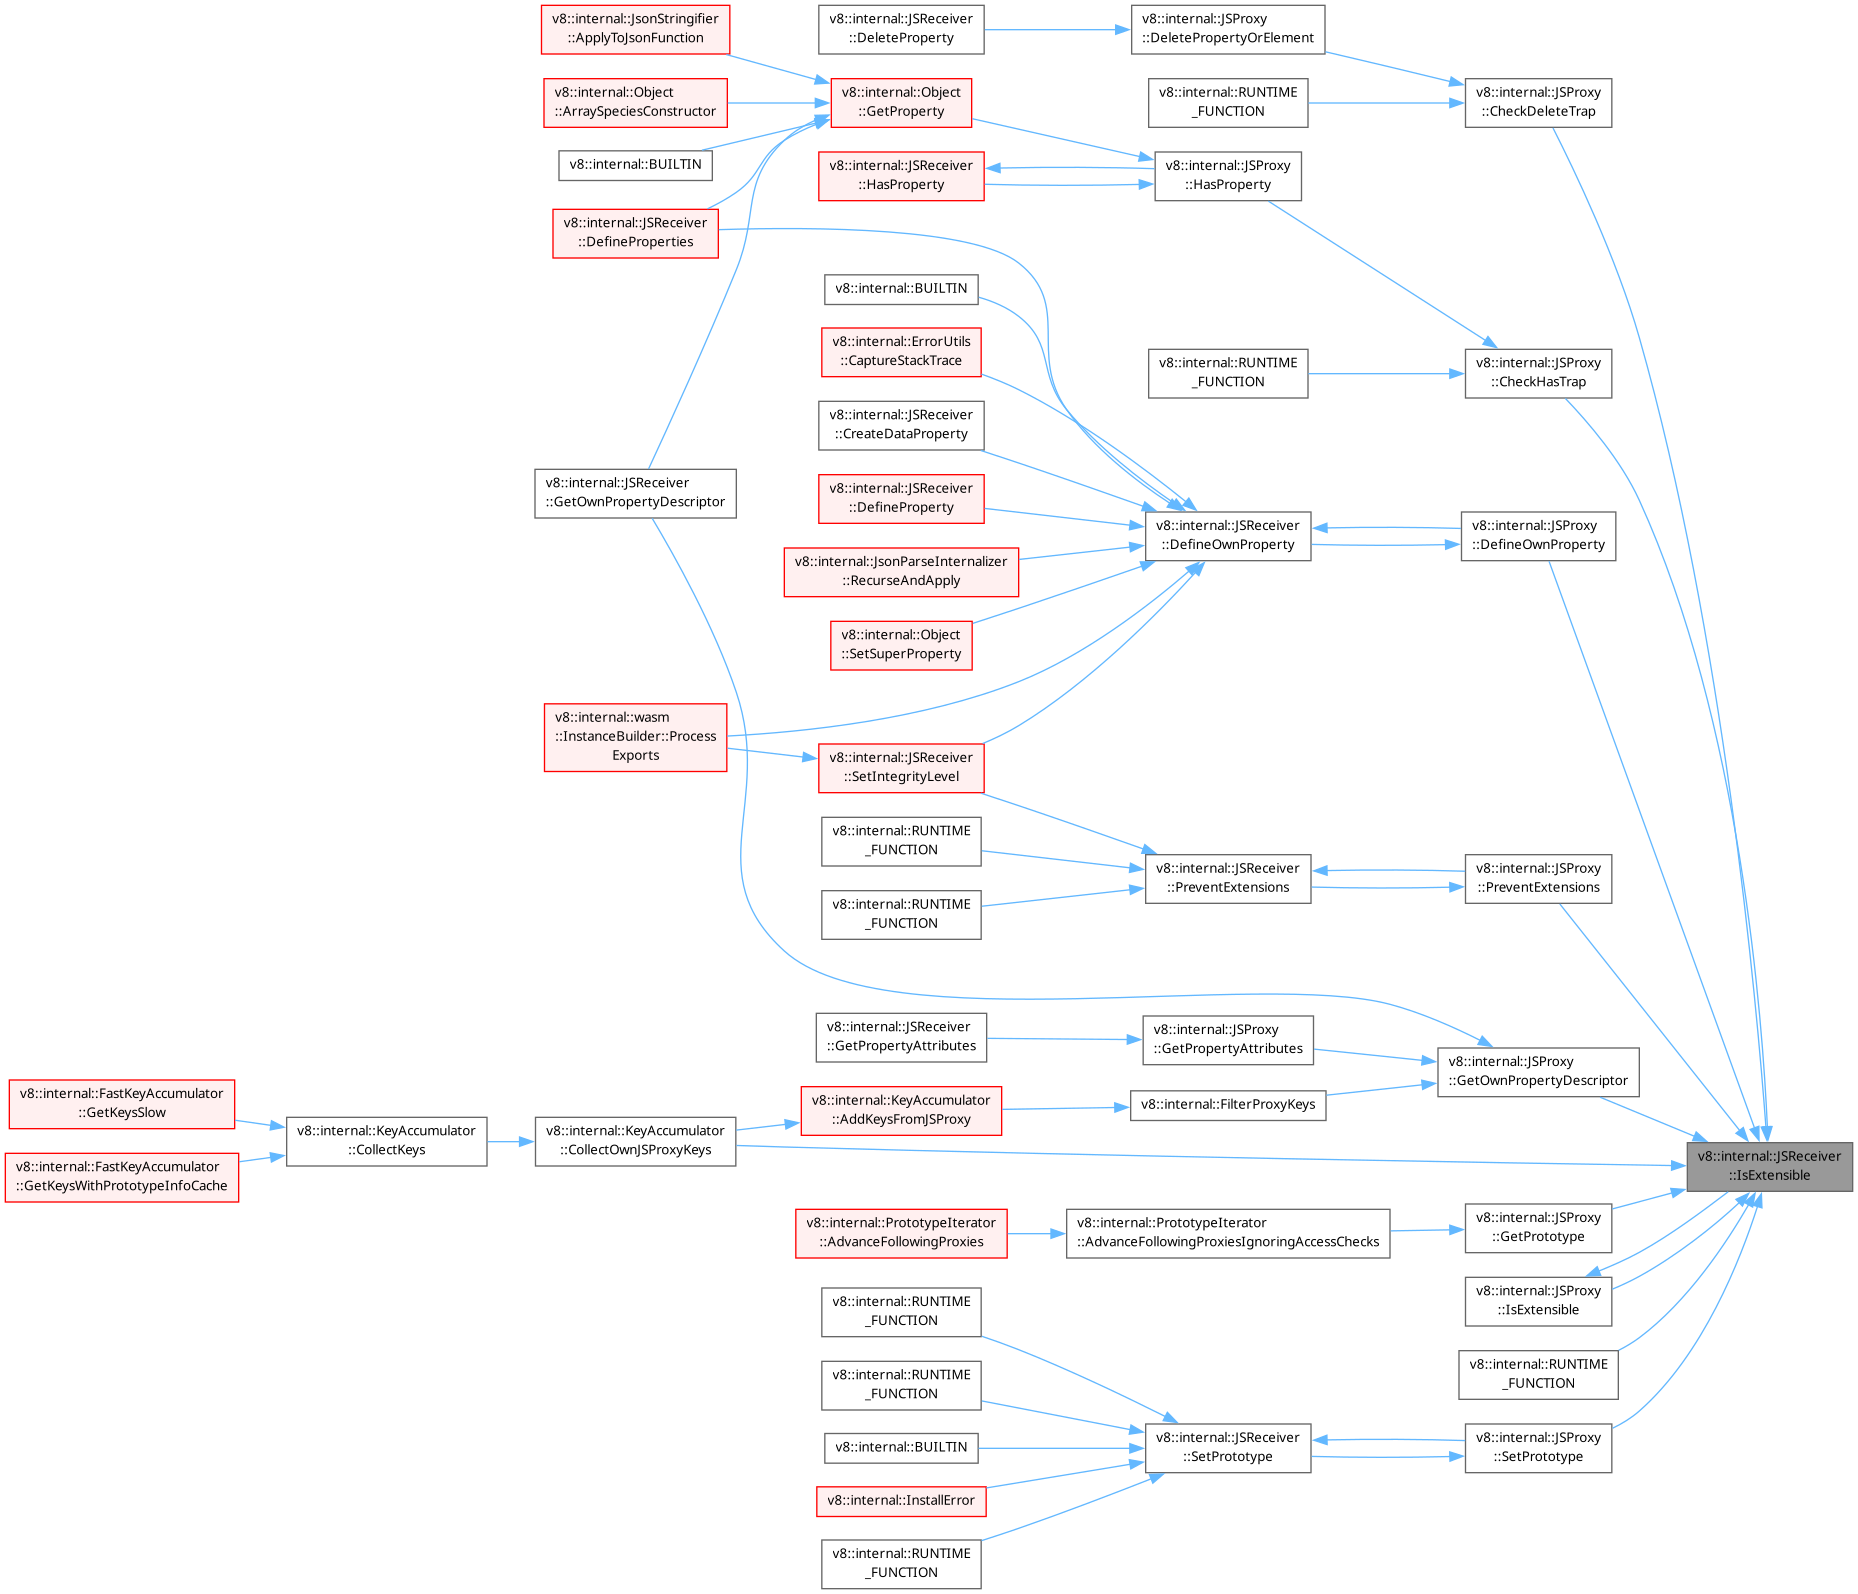 v8::internal::JsonStringifier
::ApplyToJsonFunction
v8::internal::JSReceiver
::DeleteProperty
v8::internal::JSProxy
::DeletePropertyOrElement
v8::internal::Object
::ArraySpeciesConstructor
v8::internal::Object
::GetProperty
v8::internal::RUNTIME
_FUNCTION
v8::internal::JSProxy
::CheckDeleteTrap
v8::internal::BUILTIN
v8::internal::JSReceiver
::HasProperty
v8::internal::JSProxy
::HasProperty
v8::internal::JSReceiver
::DefineProperties
v8::internal::BUILTIN
v8::internal::ErrorUtils
::CaptureStackTrace
v8::internal::RUNTIME
_FUNCTION
v8::internal::JSProxy
::CheckHasTrap
v8::internal::JSReceiver
::CreateDataProperty
v8::internal::JSReceiver
::GetOwnPropertyDescriptor
v8::internal::JSReceiver
::DefineProperty
v8::internal::JSReceiver
::DefineOwnProperty
v8::internal::JSProxy
::DefineOwnProperty
v8::internal::JsonParseInternalizer
::RecurseAndApply
v8::internal::Object
::SetSuperProperty
v8::internal::wasm
::InstanceBuilder::Process
Exports
v8::internal::JSReceiver
::SetIntegrityLevel
v8::internal::RUNTIME
_FUNCTION
v8::internal::JSReceiver
::PreventExtensions
v8::internal::JSProxy
::PreventExtensions
v8::internal::RUNTIME
_FUNCTION
v8::internal::JSReceiver
::GetPropertyAttributes
v8::internal::JSProxy
::GetPropertyAttributes
v8::internal::JSProxy
::GetOwnPropertyDescriptor
v8::internal::FastKeyAccumulator
::GetKeysSlow
v8::internal::KeyAccumulator
::AddKeysFromJSProxy
v8::internal::FilterProxyKeys
v8::internal::KeyAccumulator
::CollectKeys
v8::internal::KeyAccumulator
::CollectOwnJSProxyKeys
v8::internal::FastKeyAccumulator
::GetKeysWithPrototypeInfoCache
v8::internal::JSReceiver
::IsExtensible
v8::internal::PrototypeIterator
::AdvanceFollowingProxies
v8::internal::PrototypeIterator
::AdvanceFollowingProxiesIgnoringAccessChecks
v8::internal::JSProxy
::GetPrototype
v8::internal::RUNTIME
_FUNCTION
v8::internal::JSProxy
::IsExtensible
v8::internal::RUNTIME
_FUNCTION
v8::internal::RUNTIME
_FUNCTION
v8::internal::BUILTIN
v8::internal::JSReceiver
::SetPrototype
v8::internal::JSProxy
::SetPrototype
v8::internal::InstallError
v8::internal::RUNTIME
_FUNCTION